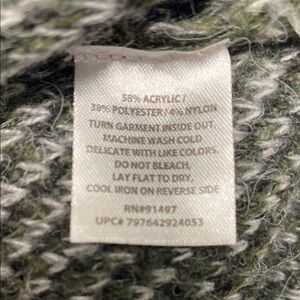 58% ACRYLIC /
38% POLYESTER / 4% NYLON
TURN GARMENT INSIDE OUT,
MACHINE WASH COLD
DELICATE WITH LIKE COLORS,
DO NOT BLEACH,
LAY FLAT TO DRY,
COOL IRON ON REVERSE SIDE
RN#91497
UPC# 797642924053